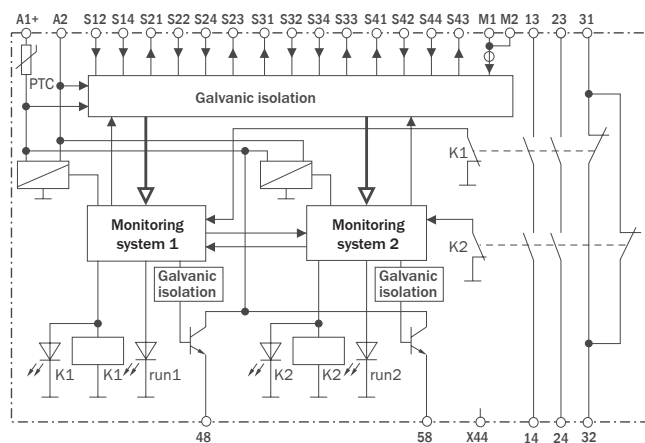 A1+ A2 S12 S14 S21 S22 S24 S23 S31 S32 S34 S33 S41 S42 S44 S43 M1 M2 13 23 31
PTC
Galvanic isolation
K1
Monitoring
system 1
Monitoring
system 2
K2
Galvanic
isolation
Galvanic
isolation
K1 K1 run1 K2 K2 run2
48 58 X44 14 24 32